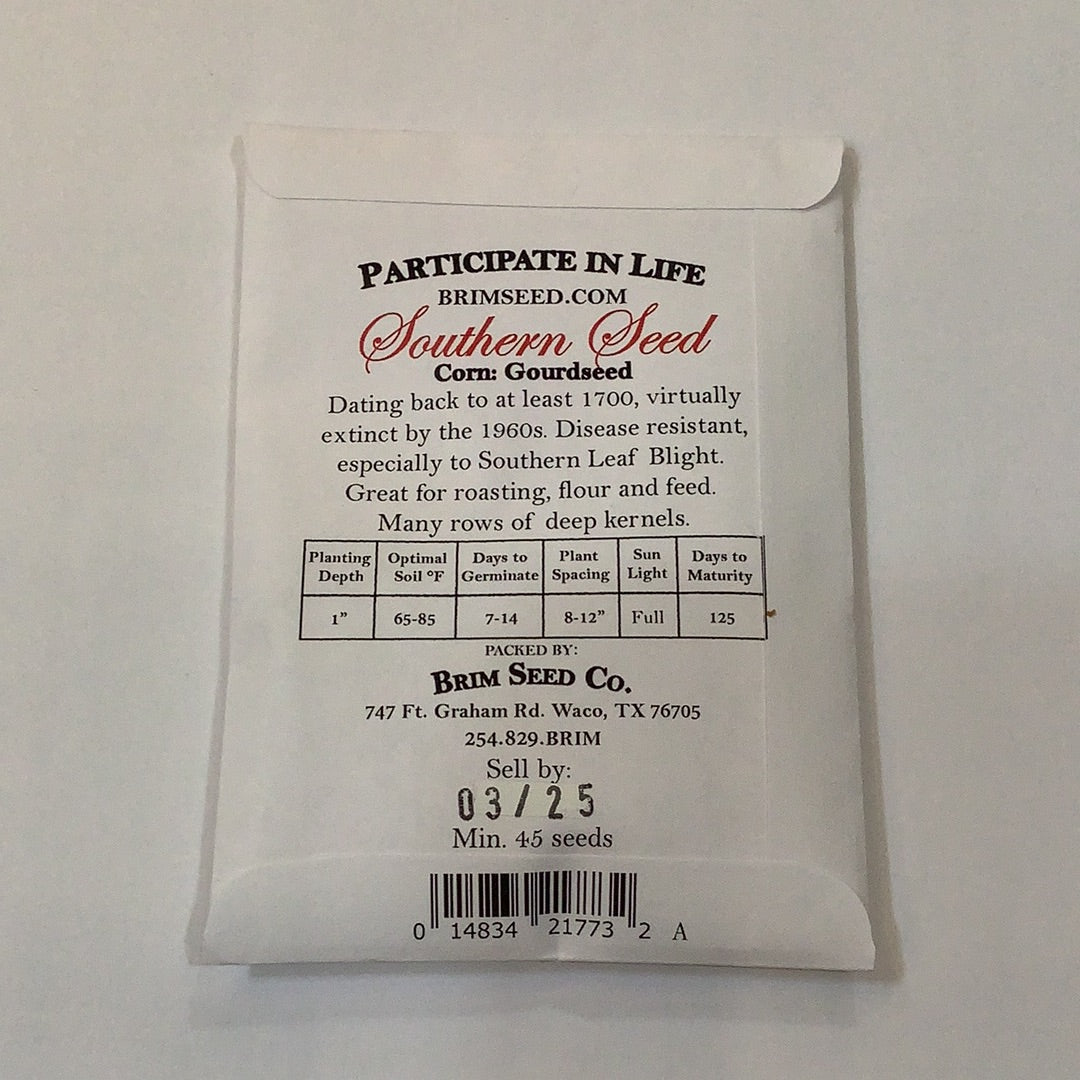 PARTICIPATE IN LIFE
BRIMSEED.COM
Southern Seed
Corn: Gourdseed
Dating back to at least 1700, virtually
extinct by the 1960s. Disease resistant,
especially to Southern Leaf Blight.
Great for roasting, flour and feed.
Many rows of deep kernels.
Planting Depth Optimal Soil °F Days to Germinate Plant Spacing Sun Light Days to Maturity
1” 65-85 7-14 8-12” Full 125
PACKED BY:
BRIM SEED CO.
747 Ft. Graham Rd. Waco, TX 76705
254.829.BRIM
Sell by:
03/25
Min. 45 seeds
0 14834 21773 2 A